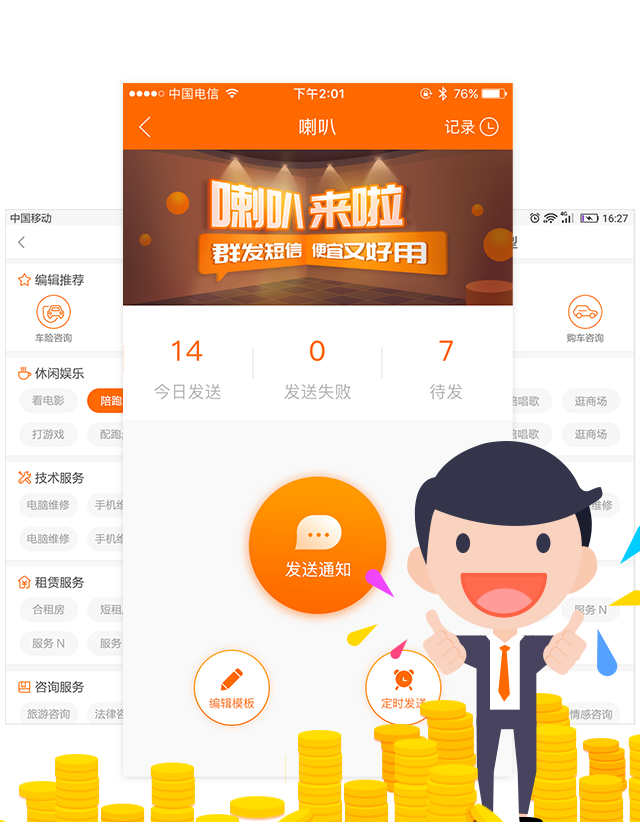 中国电信 下午2:01 76%
喇叭 记录
喇叭来啦
群发短信 便宜又好用
14 0 7
今日发送 发送失败 待发
发送通知
编辑模板 定时发送
中国移动 4G 16:27
型
编辑推荐
车险咨询 购车咨询
休闲娱乐
看电影 陪跑 陪唱歌 逛商场
打游戏 配跑 陪唱歌 逛商场
技术服务
电脑维修 手机维 维修
电脑维修 手机维
租赁服务
合租房 短租
服务 N 服务 服务 N
咨询服务
旅游咨询 法律咨 情感咨询